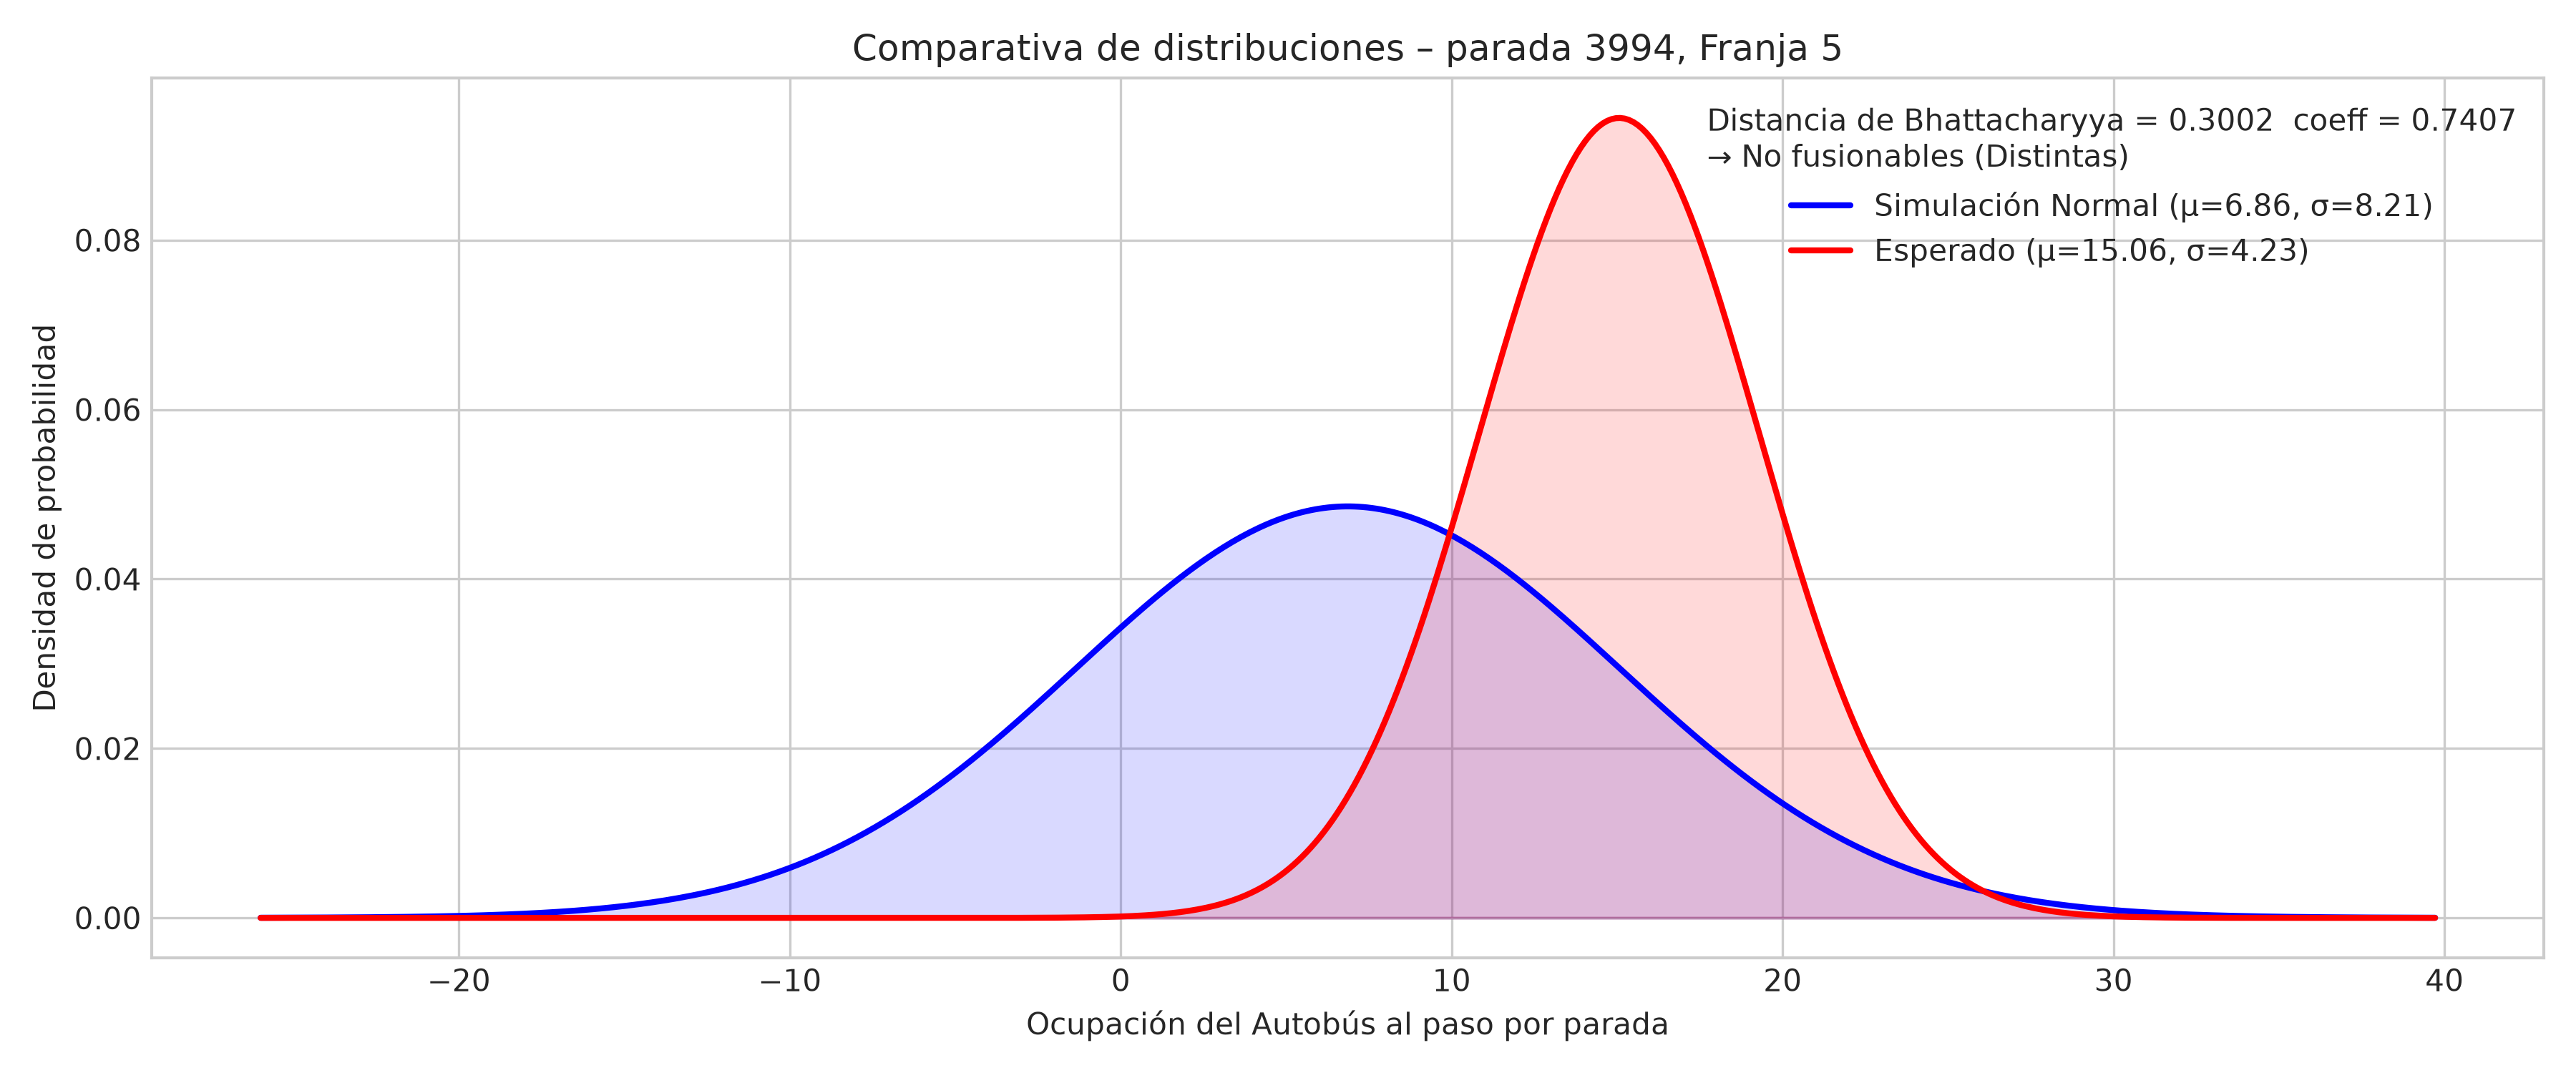 Comparativa de distribuciones – parada 3994, Franja 5
Distancia de Bhattacharyya = 0.3002  coeff = 0.7407
→ No fusionables (Distintas)
Simulación Normal (μ=6.86, σ=8.21)
Esperado (μ=15.06, σ=4.23)
Densidad de probabilidad
0.08
0.06
0.04
0.02
0.00
−20
−10
0
10
20
30
40
Ocupación del Autobús al paso por parada